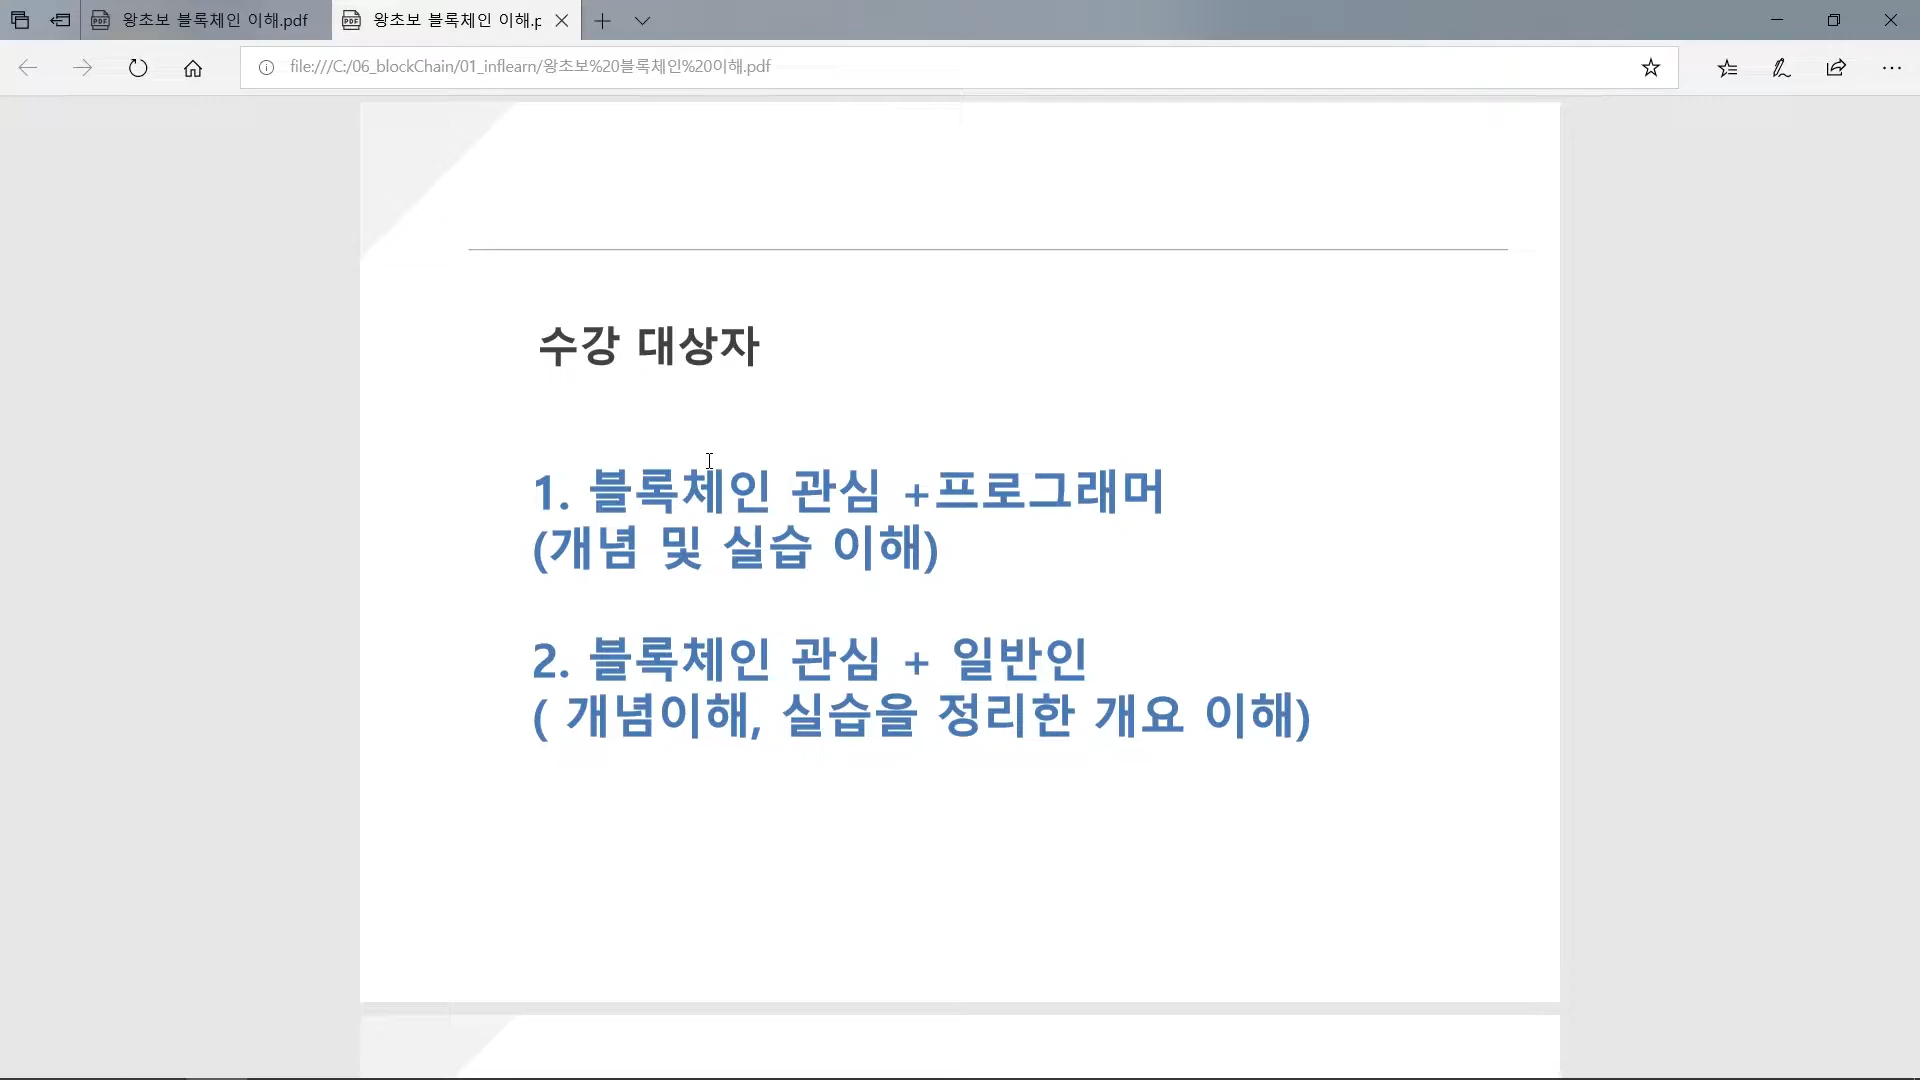 왕초보 블록체인 이해.pdf
왕초보 블록체인 이해.p
file:///C:/06_blockChain/01_inflearn/왕초보%20블록체인%20이해.pdf
수강 대상자
1. 블록체인 관심 +프로그래머
(개념 및 실습 이해)
2. 블록체인 관심 + 일반인
( 개념이해, 실습을 정리한 개요 이해)